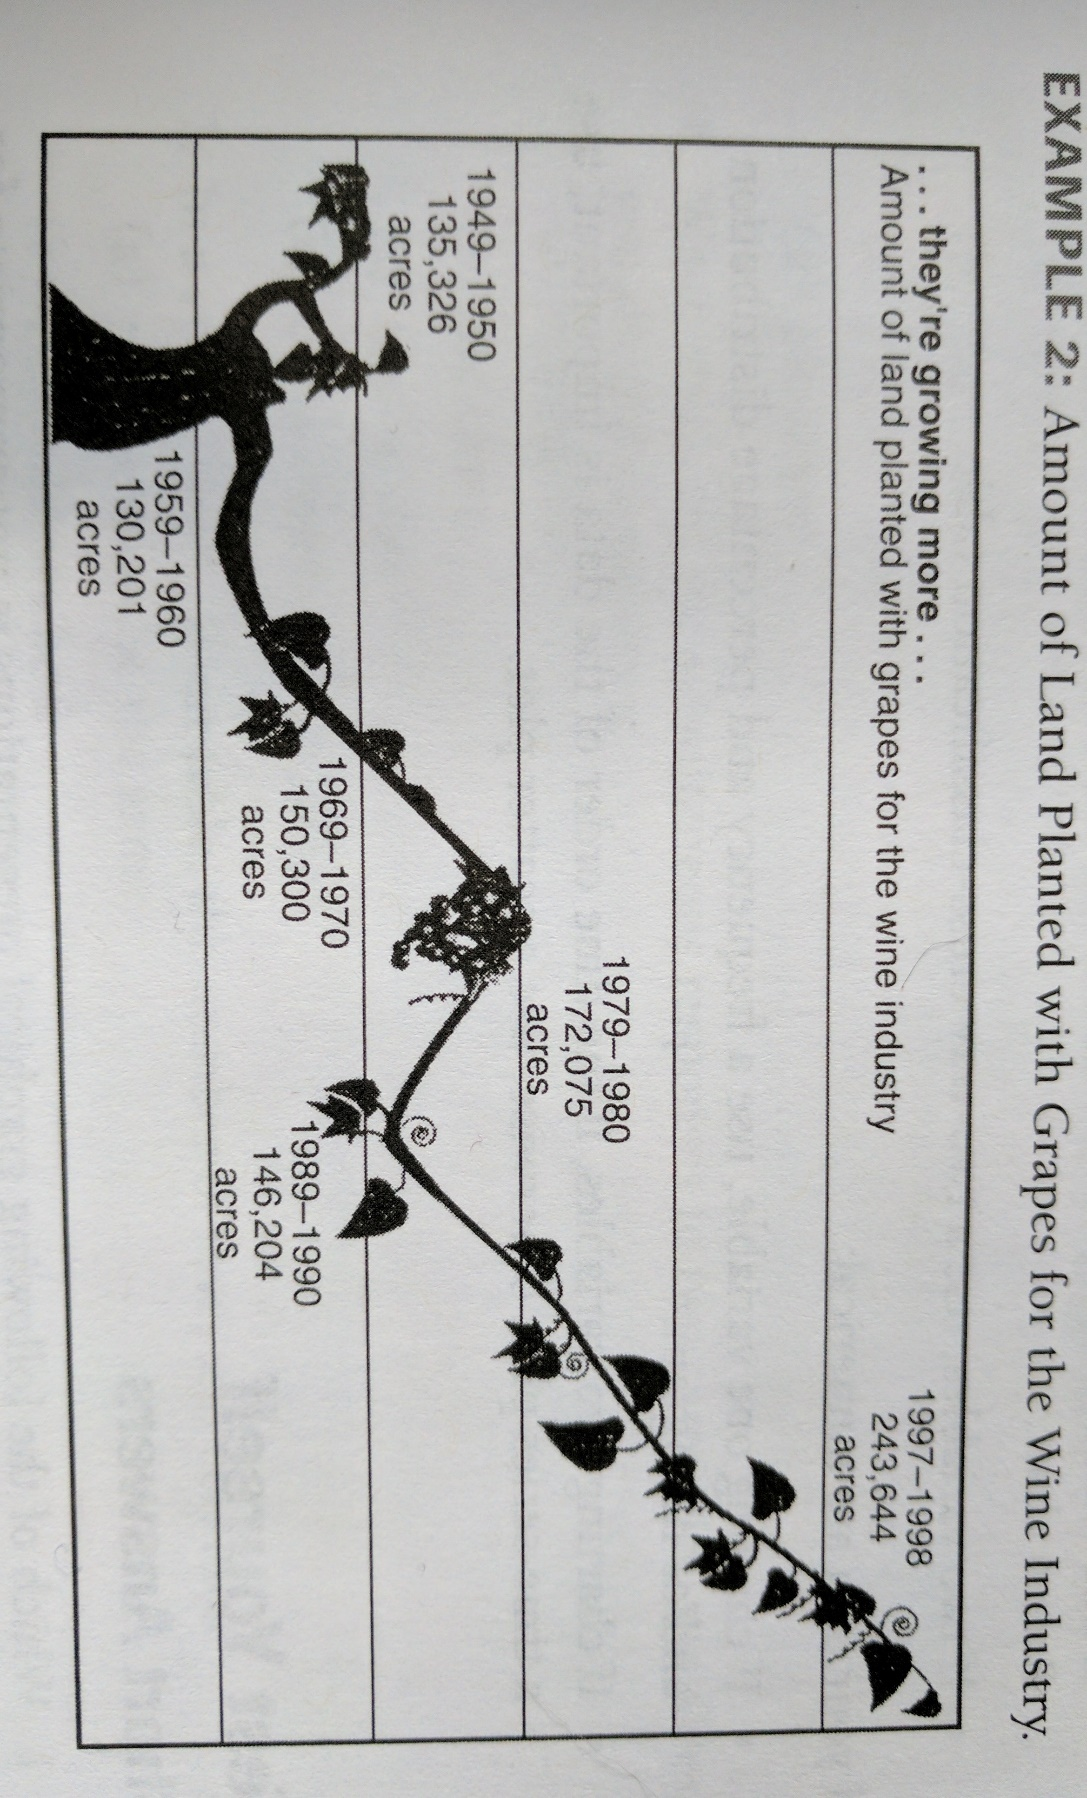 EXAMPLE 2: Amount of Land Planted with Grapes for the Wine Industry.
. . . they're growing more . . .
Amount of land planted with grapes for the wine industry
1949–1950
135,326
acres
1959–1960
130,201
acres
1969–1970
150,300
acres
1979–1980
172,075
acres
1989–1990
146,204
acres
1997–1998
243,644
acres